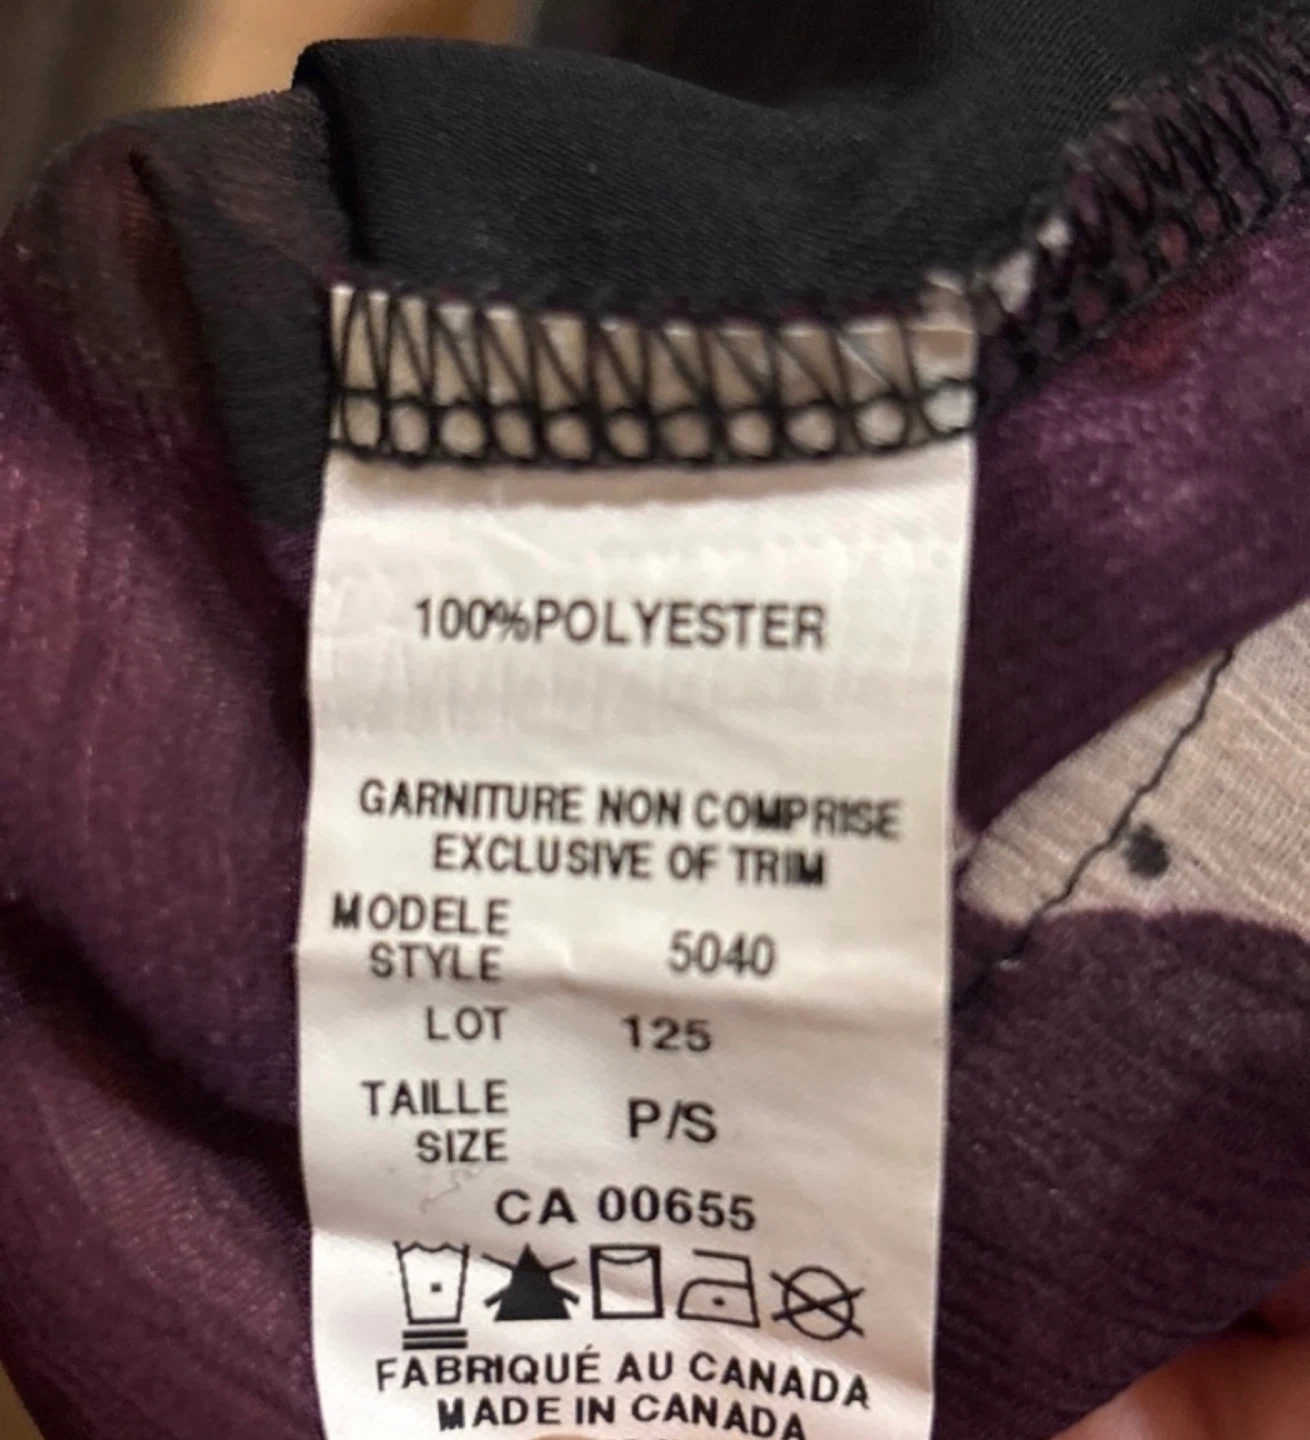 100%POLYESTER
GARNITURE NON COMPRISE
EXCLUSIVE OF TRIM
MODELE
STYLE 5040
LOT 125
TAILLE
SIZE P/S
CA 00655
FABRIQUÉ AU CANADA
MADE IN CANADA